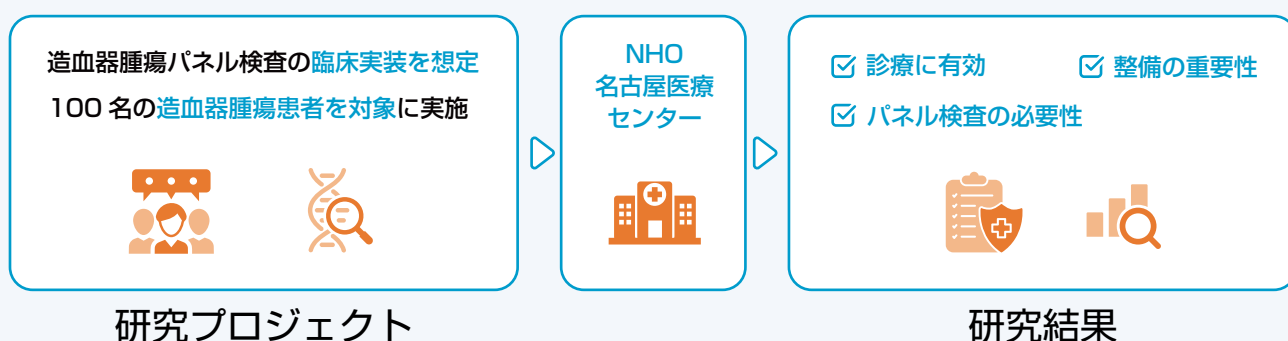 造血器腫瘍パネル検査の臨床実装を想定
100 名の造血器腫瘍患者を対象に実施
NHO
名古屋医療
センター
診療に有効
整備の重要性
パネル検査の必要性
研究プロジェクト
研究結果